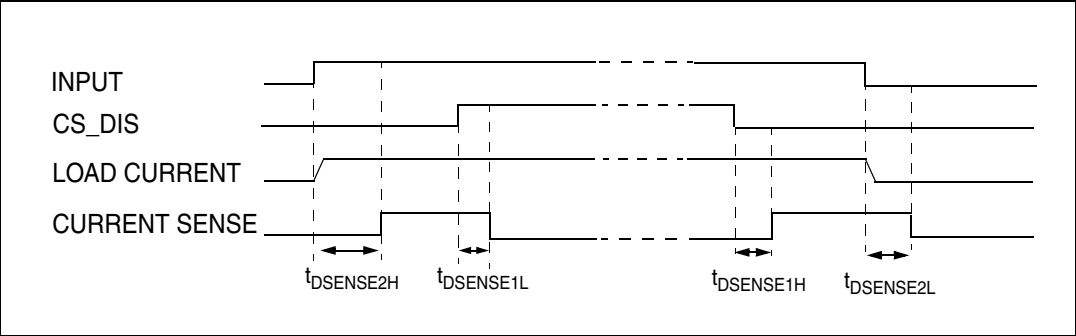 INPUT
CS_DIS
LOAD CURRENT
CURRENT SENSE
tDSENSE2H tDSENSE1L tDSENSE1H tDSENSE2L